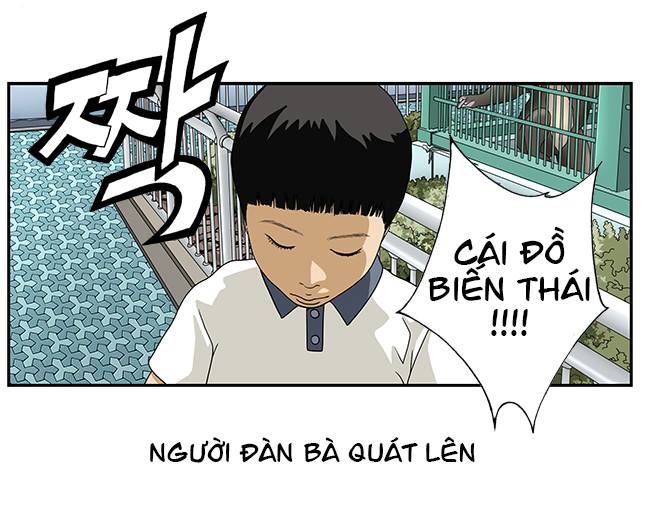 짝
CÁI ĐỒ
BIẾN THÁI
!!!!
NGƯỜI ĐÀN BÀ QUÁT LÊN